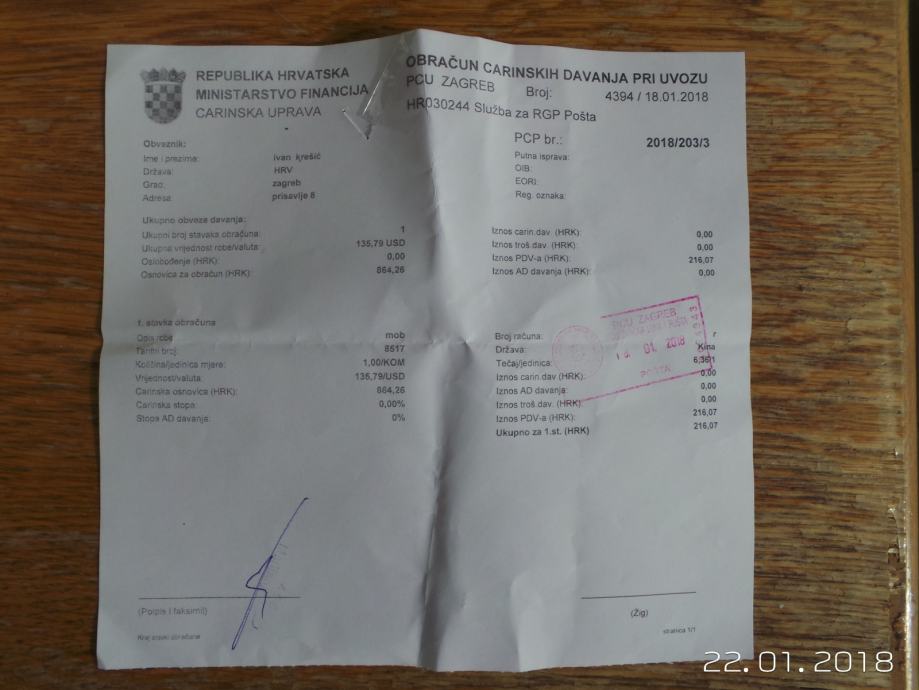 REPUBLIKA HRVATSKA
MINISTARSTVO FINANCIJA
CARINSKA UPRAVA
OBRAČUN CARINSKIH DAVANJA PRI UVOZU
PCU ZAGREB Broj: 4394 / 18.01.2018
HR030244 Služba za RGP Pošta
PCP br.: 2018/203/3
Obveznik:
Ime i prezime: ivan krešić
Država: HRV
Grad: zagreb
Adresa: prisavlje 8
Putna isprava:
OIB:
EORI:
Reg. oznaka:
Ukupno obveze davanja:
Ukupni broj stavaka obračuna: 1
Ukupna vrijednost robe/valuta: 135,79 USD
Oslobođenje (HRK): 0,00
Osnovica za obračun (HRK): 864,26
Iznos carin.dav. (HRK): 0,00
Iznos troš.dav. (HRK): 0,00
Iznos PDV-a (HRK): 216,07
Iznos AD davanja (HRK): 0,00
1. stavka obračuna
Opis robe: mob
Tarifni broj: 8517
Količina/jedinica mjere: 1,00/KOM
Vrijednost/valuta: 135,79/USD
Carinska osnovica (HRK): 864,26
Carinska stopa: 0,00%
Stopa AD davanja: 0%
Broj računa: r
Država: Kina
Tečaj/jedinica: 6,36/1
Iznos carin.dav (HRK): 0,00
Iznos AD davanja: 0,00
Iznos troš.dav. (HRK): 0,00
Iznos PDV-a (HRK): 216,07
Ukupno za 1.st. (HRK) 216,07
PCU ZAGREB
01. 2018
POŠTA
(Potpis i faksimil)
(Žig)
Kraj stavki obračuna
stranica 1/1
22.01.2018